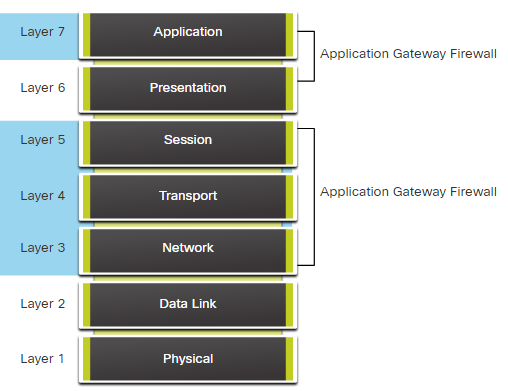 Layer 7 Application
Application Gateway Firewall
Layer 6 Presentation
Layer 5 Session
Layer 4 Transport
Application Gateway Firewall
Layer 3 Network
Layer 2 Data Link
Layer 1 Physical